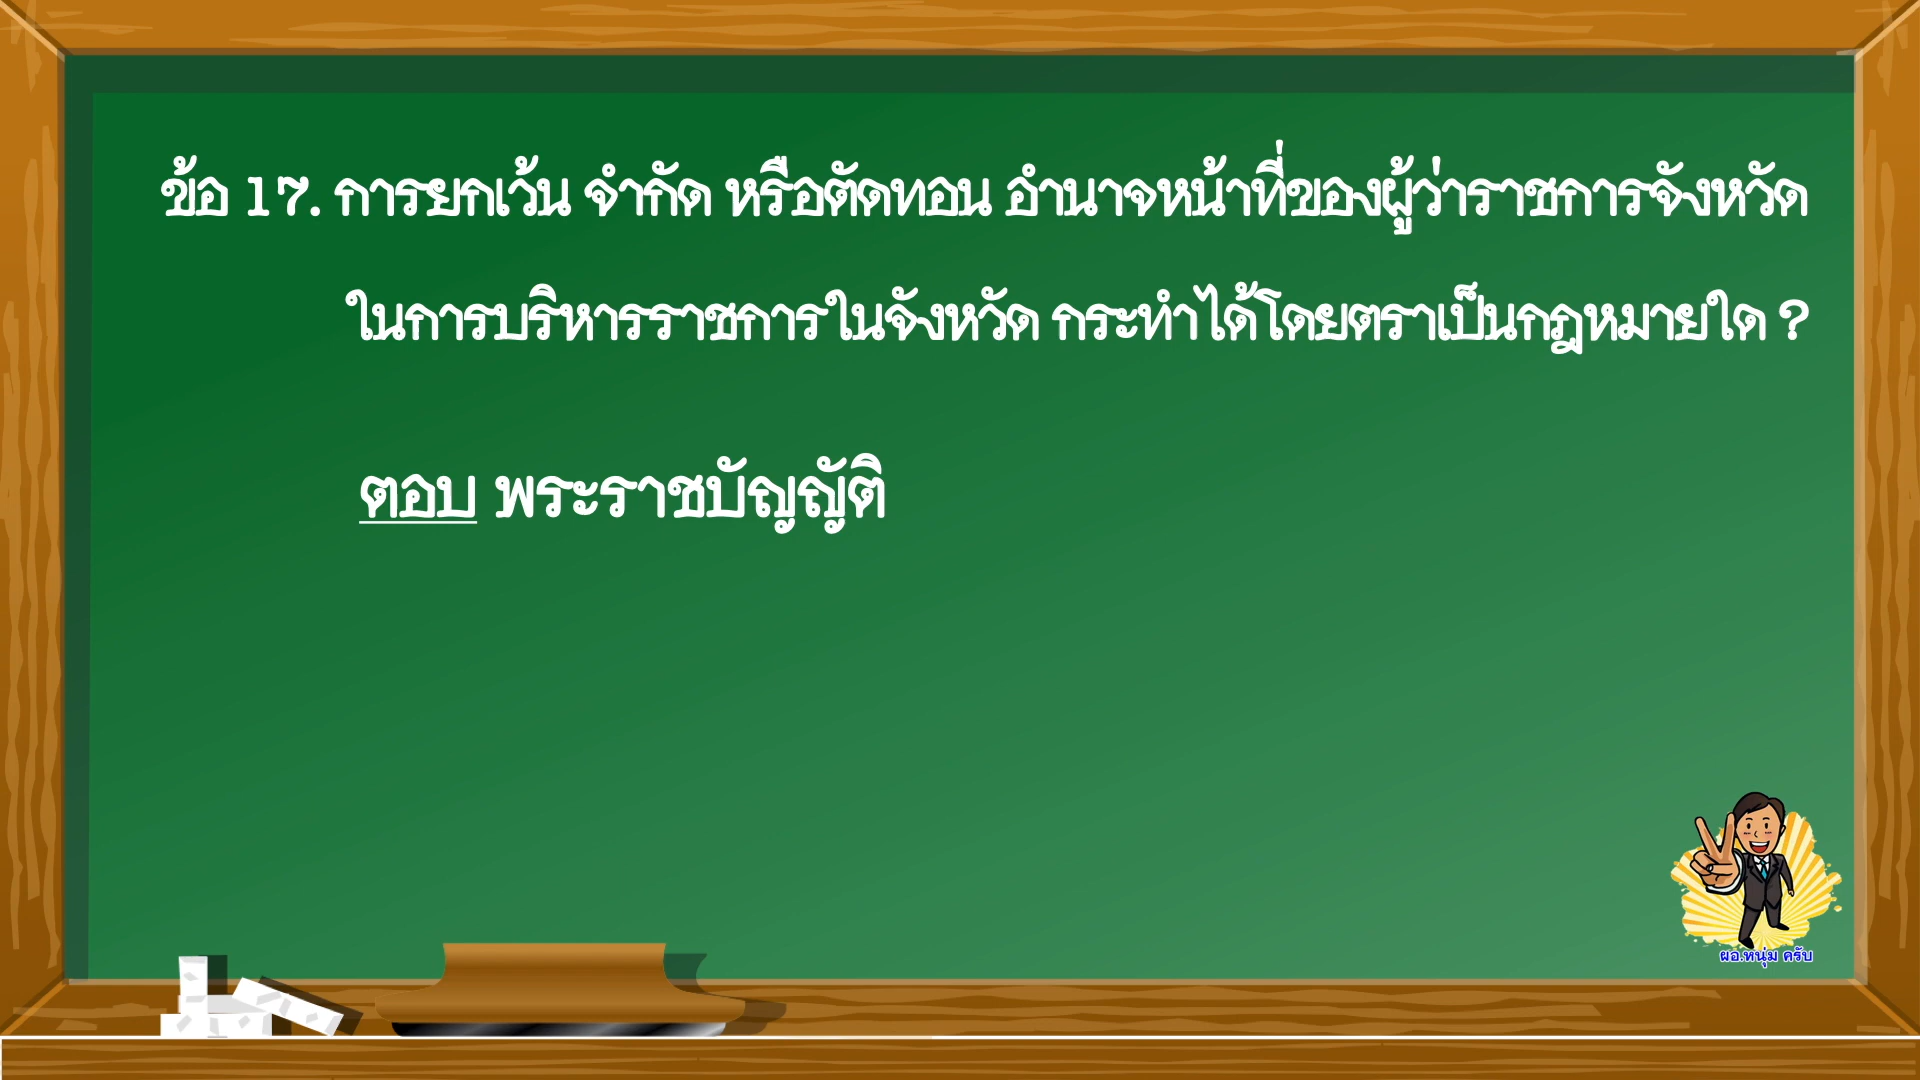 ข้อ 17. การยกเว้น จำกัด หรือตัดทอน อำนาจหน้าที่ของผู้ว่าราชการจังหวัด
ในการบริหารราชการในจังหวัด กระทำได้โดยตราเป็นกฎหมายใด ?
ตอบ พระราชบัญญัติ
ผอ.หนุ่ม ครับ